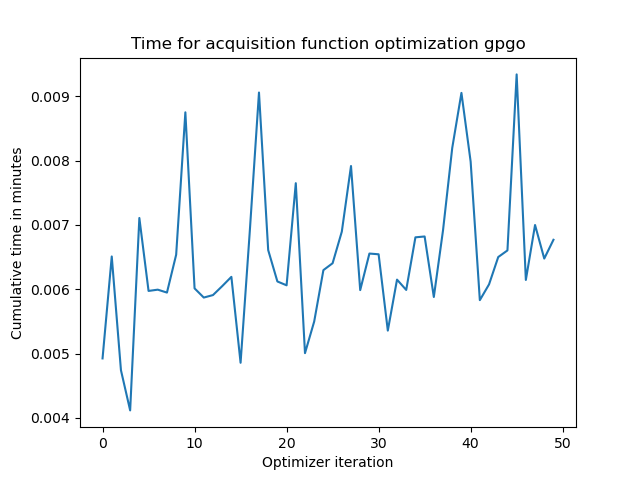 Time for acquisition function optimization gpgo
0.009
0.008
0.007
0.006
0.005
0.004
Cumulative time in minutes
0 10 20 30 40 50
Optimizer iteration